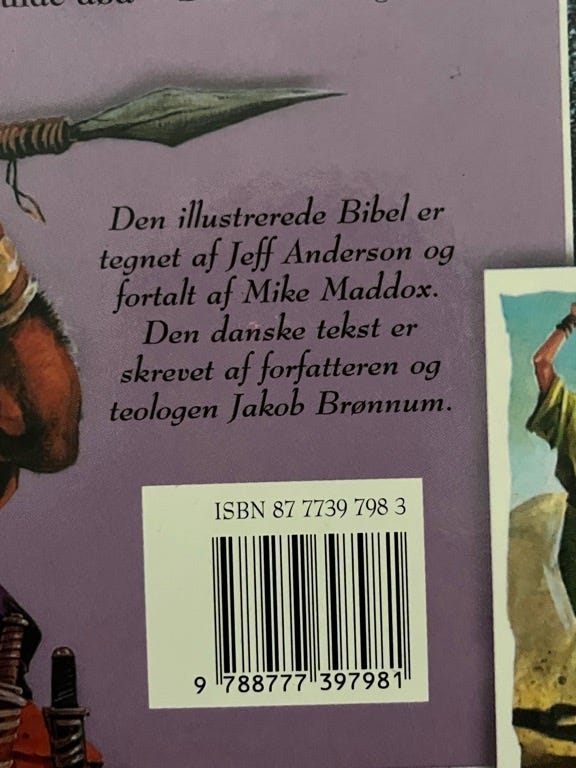 Den illustrerede Bibel er
tegnet af Jeff Anderson og
fortalt af Mike Maddox.
Den danske tekst er
skrevet af forfatteren og
teologen Jakob Brønnum.
ISBN 87 7739 798 3
9 788777 397981